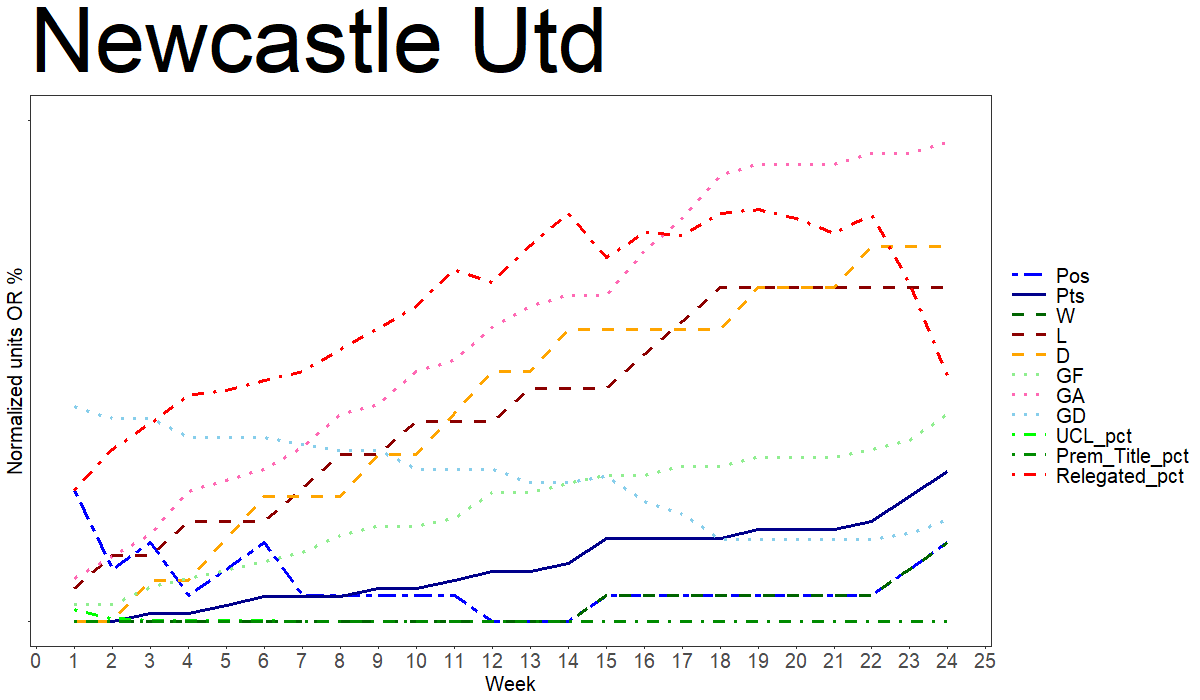 Newcastle Utd
Normalized units OR %
0 1 2 3 4 5 6 7 8 9 10 11 12 13 14 15 16 17 18 19 20 21 22 23 24 25
Week
Pos
Pts
W
L
D
GF
GA
GD
UCL_pct
Prem_Title_pct
Relegated_pct